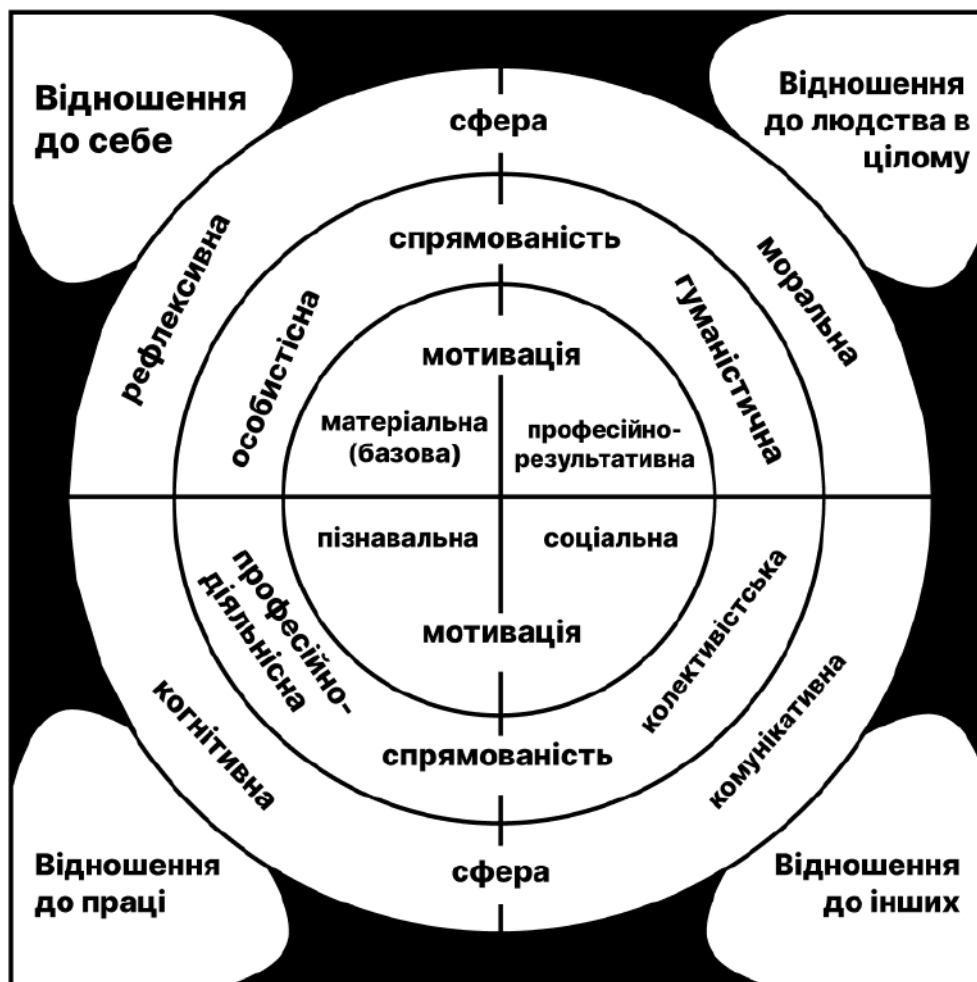 Відношення
до себе
Відношення
до людства в
цілому
сфера
спрямованість
рефлексивна
особистісна
гуманістична
моральна
мотивація
матеріальна
(базова)
професійно-
результативна
пізнавальна
соціальна
мотивація
професійно-
діяльнісна
колективістська
когнітивна
комунікативна
спрямованість
сфера
Відношення
до праці
Відношення
до інших